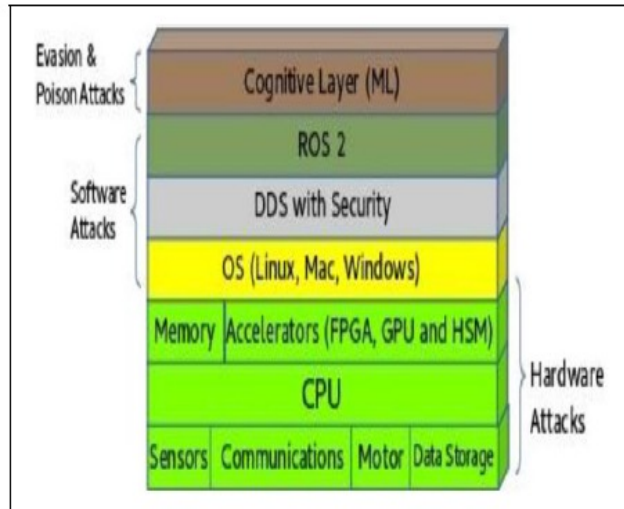 Evasion &
Poison Attacks
Cognitive Layer (ML)
ROS 2
Software
Attacks
DDS with Security
OS (Linux, Mac, Windows)
Memory
Accelerators (FPGA, GPU and HSM)
CPU
Hardware
Attacks
Sensors
Communications
Motor
Data Storage